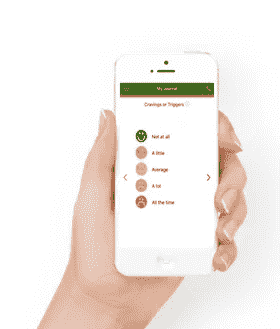 My Journal
Cravings or Triggers
Not at all
A little
Average
A lot
All the time